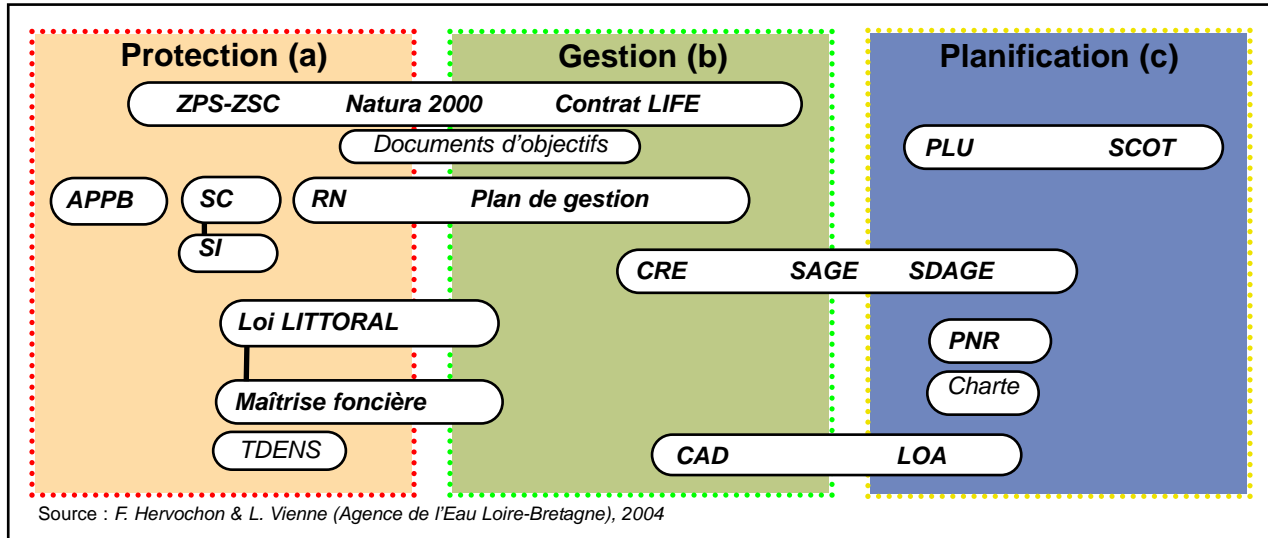 Protection (a) Gestion (b) Planification (c)
ZPS-ZSC Natura 2000 Contrat LIFE
Documents d’objectifs
PLU SCOT
APPB SC RN Plan de gestion
SI
CRE SAGE SDAGE
Loi LITTORAL
PNR
Maîtrise foncière
Charte
TDENS
CAD LOA
Source : F. Hervochon & L. Vienne (Agence de l’Eau Loire-Bretagne), 2004